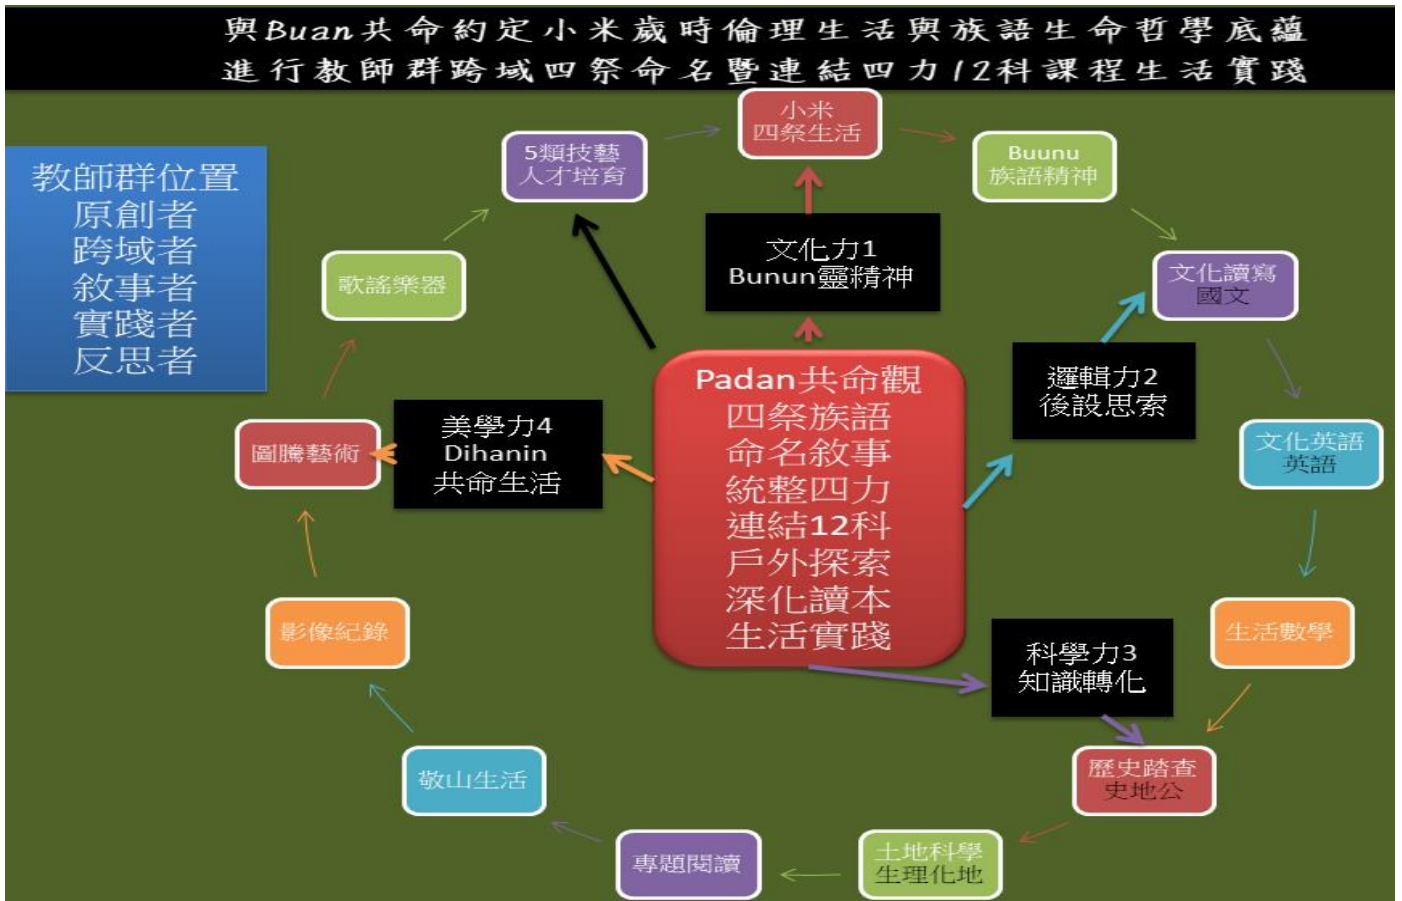 與Buan共命約定小米歲時倫理生活與族語生命哲學底蘊
進行教師群跨域四祭命名暨連結四力12科課程生活實踐
教師群位置
原創者
跨域者
敘事者
實踐者
反思者
小米
四祭生活
Buunu
族語精神
文化讀寫
國文
文化英語
英語
生活數學
歷史踏查
史地公
土地科學
生理化地
專題閱讀
敬山生活
影像紀錄
圖騰藝術
歌謠樂器
5類技藝
人才培育
文化力1
Bunun靈精神
邏輯力2
後設思索
科學力3
知識轉化
美學力4
Dihanin
共命生活
Padan共命觀
四祭族語
命名敘事
統整四力
連結12科
戶外探索
深化讀本
生活實踐